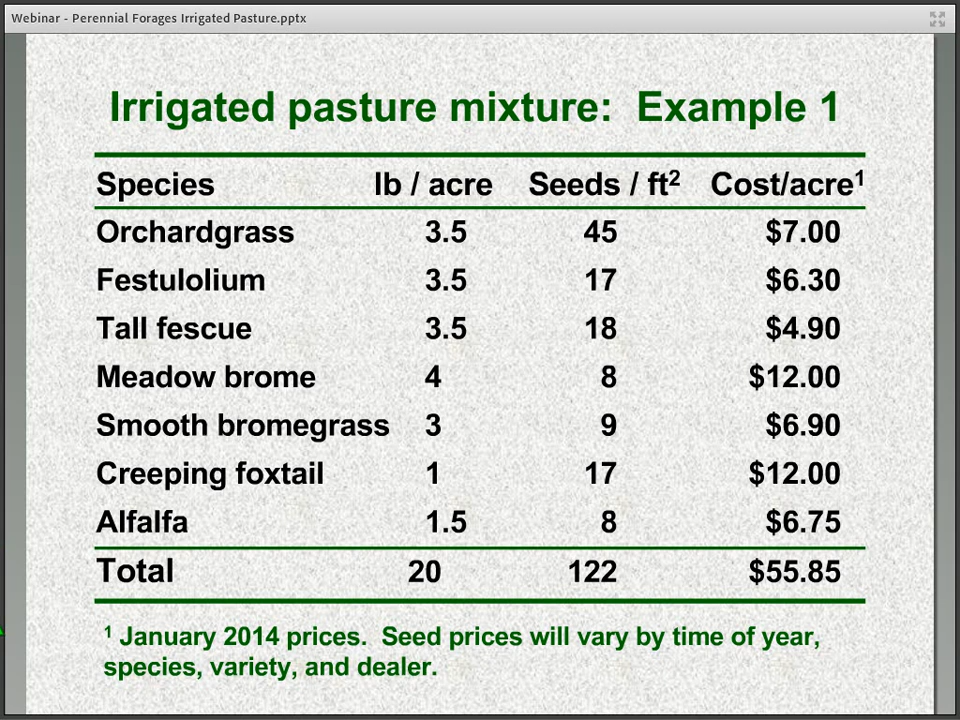 Webinar - Perennial Forages Irrigated Pasture.pptx
Irrigated pasture mixture:  Example 1
Species lb / acre Seeds / ft² Cost/acre¹
Orchardgrass 3.5 45 $7.00
Festulolium 3.5 17 $6.30
Tall fescue 3.5 18 $4.90
Meadow brome 4 8 $12.00
Smooth bromegrass 3 9 $6.90
Creeping foxtail 1 17 $12.00
Alfalfa 1.5 8 $6.75
Total 20 122 $55.85
¹ January 2014 prices.  Seed prices will vary by time of year,
species, variety, and dealer.